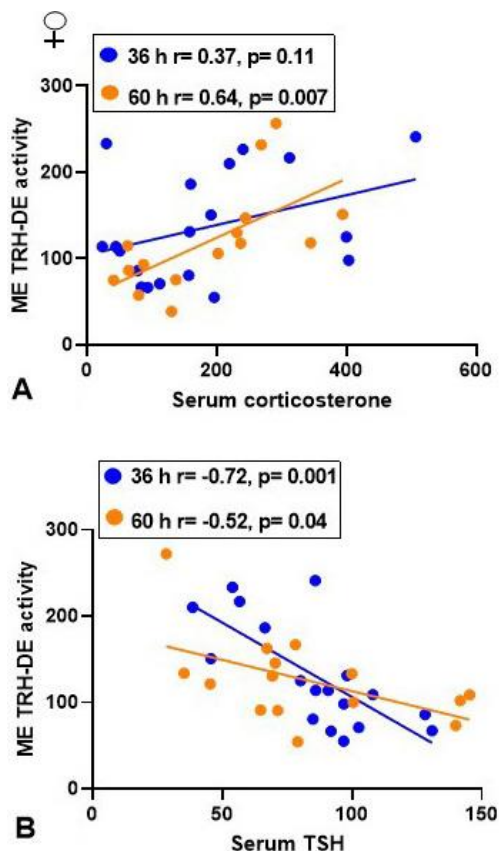 ♀
36 h r= 0.37, p= 0.11
60 h r= 0.64, p= 0.007
300
200
100
0
ME TRH-DE activity
0 200 400 600
Serum corticosterone
A
36 h r= -0.72, p= 0.001
60 h r= -0.52, p= 0.04
300
200
100
0
ME TRH-DE activity
0 50 100 150
Serum TSH
B